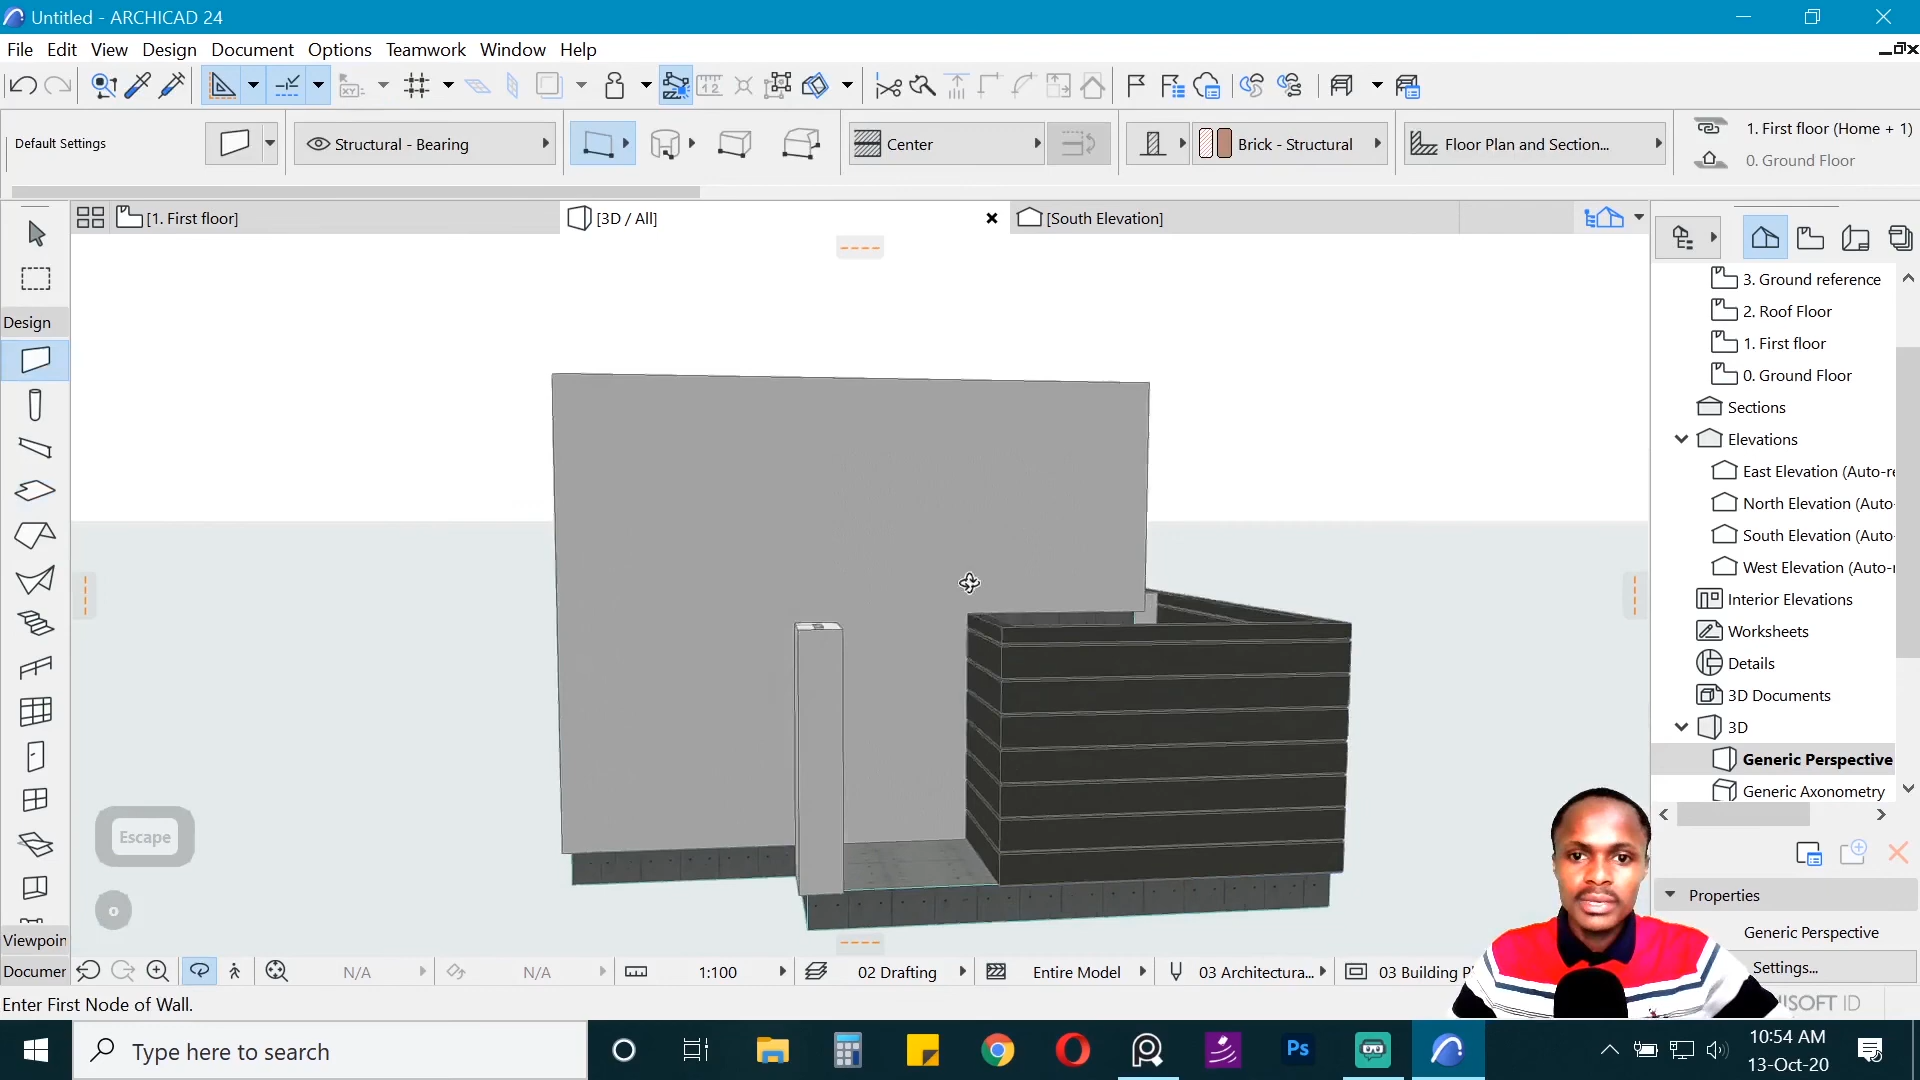 Untitled - ARCHICAD 24
File Edit View Design Document Options Teamwork Window Help
Default Settings
Structural - Bearing
Center
Brick - Structural
Floor Plan and Section...
1. First floor (Home + 1)
0. Ground Floor
[1. First floor]
[3D / All]
[South Elevation]
Design
3. Ground reference
2. Roof Floor
1. First floor
0. Ground Floor
Sections
Elevations
East Elevation (Auto-r
North Elevation (Auto-
South Elevation (Auto-
West Elevation (Auto-r
Interior Elevations
Worksheets
Details
3D Documents
3D
Generic Perspective
Generic Axonometry
Escape
Properties
Generic Perspective
Settings...
Viewpoin
Documen
N/A
N/A
1:100
02 Drafting
Entire Model
03 Architectura...
03 Building P
Enter First Node of Wall.
SOFT ID
Type here to search
Ps
10:54 AM
13-Oct-20